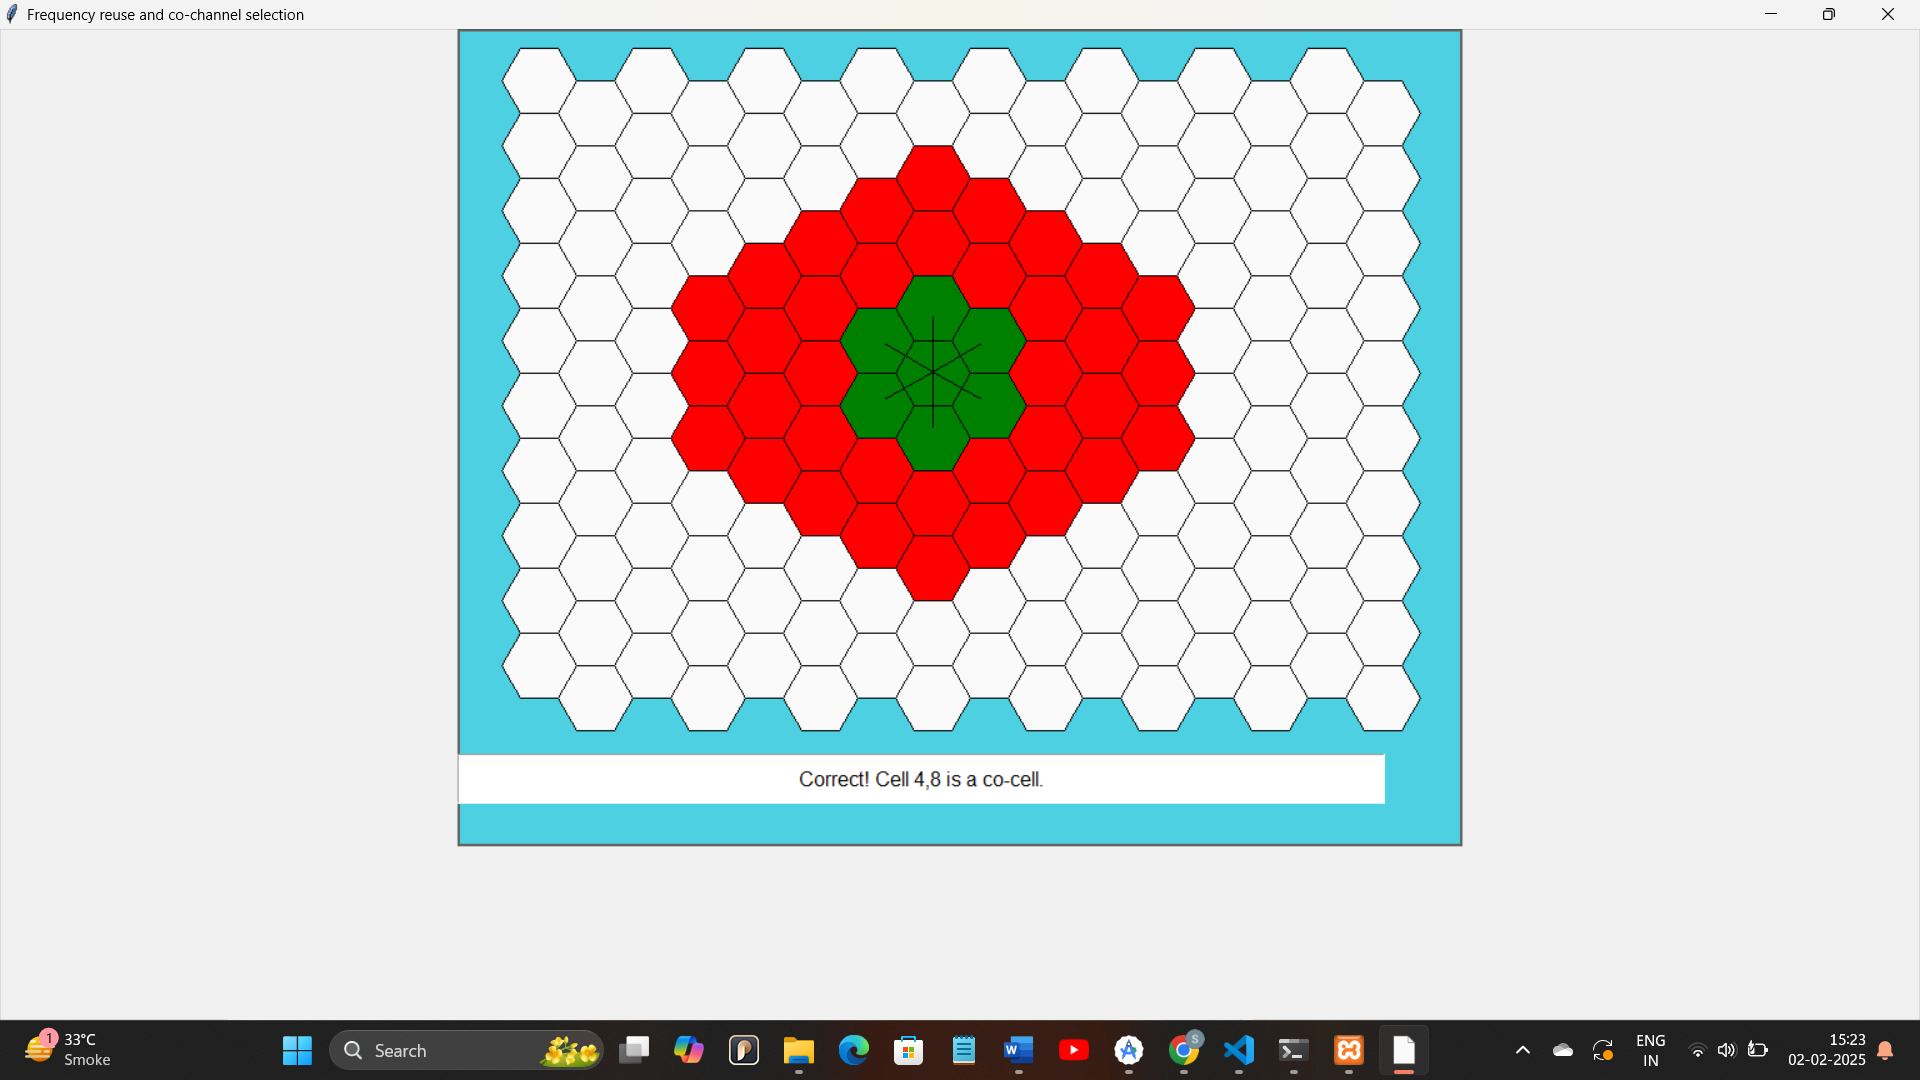 Frequency reuse and co-channel selection
Correct! Cell 4,8 is a co-cell.
1
33°C
Smoke
Search
W
S
ENG
IN
15:23
02-02-2025